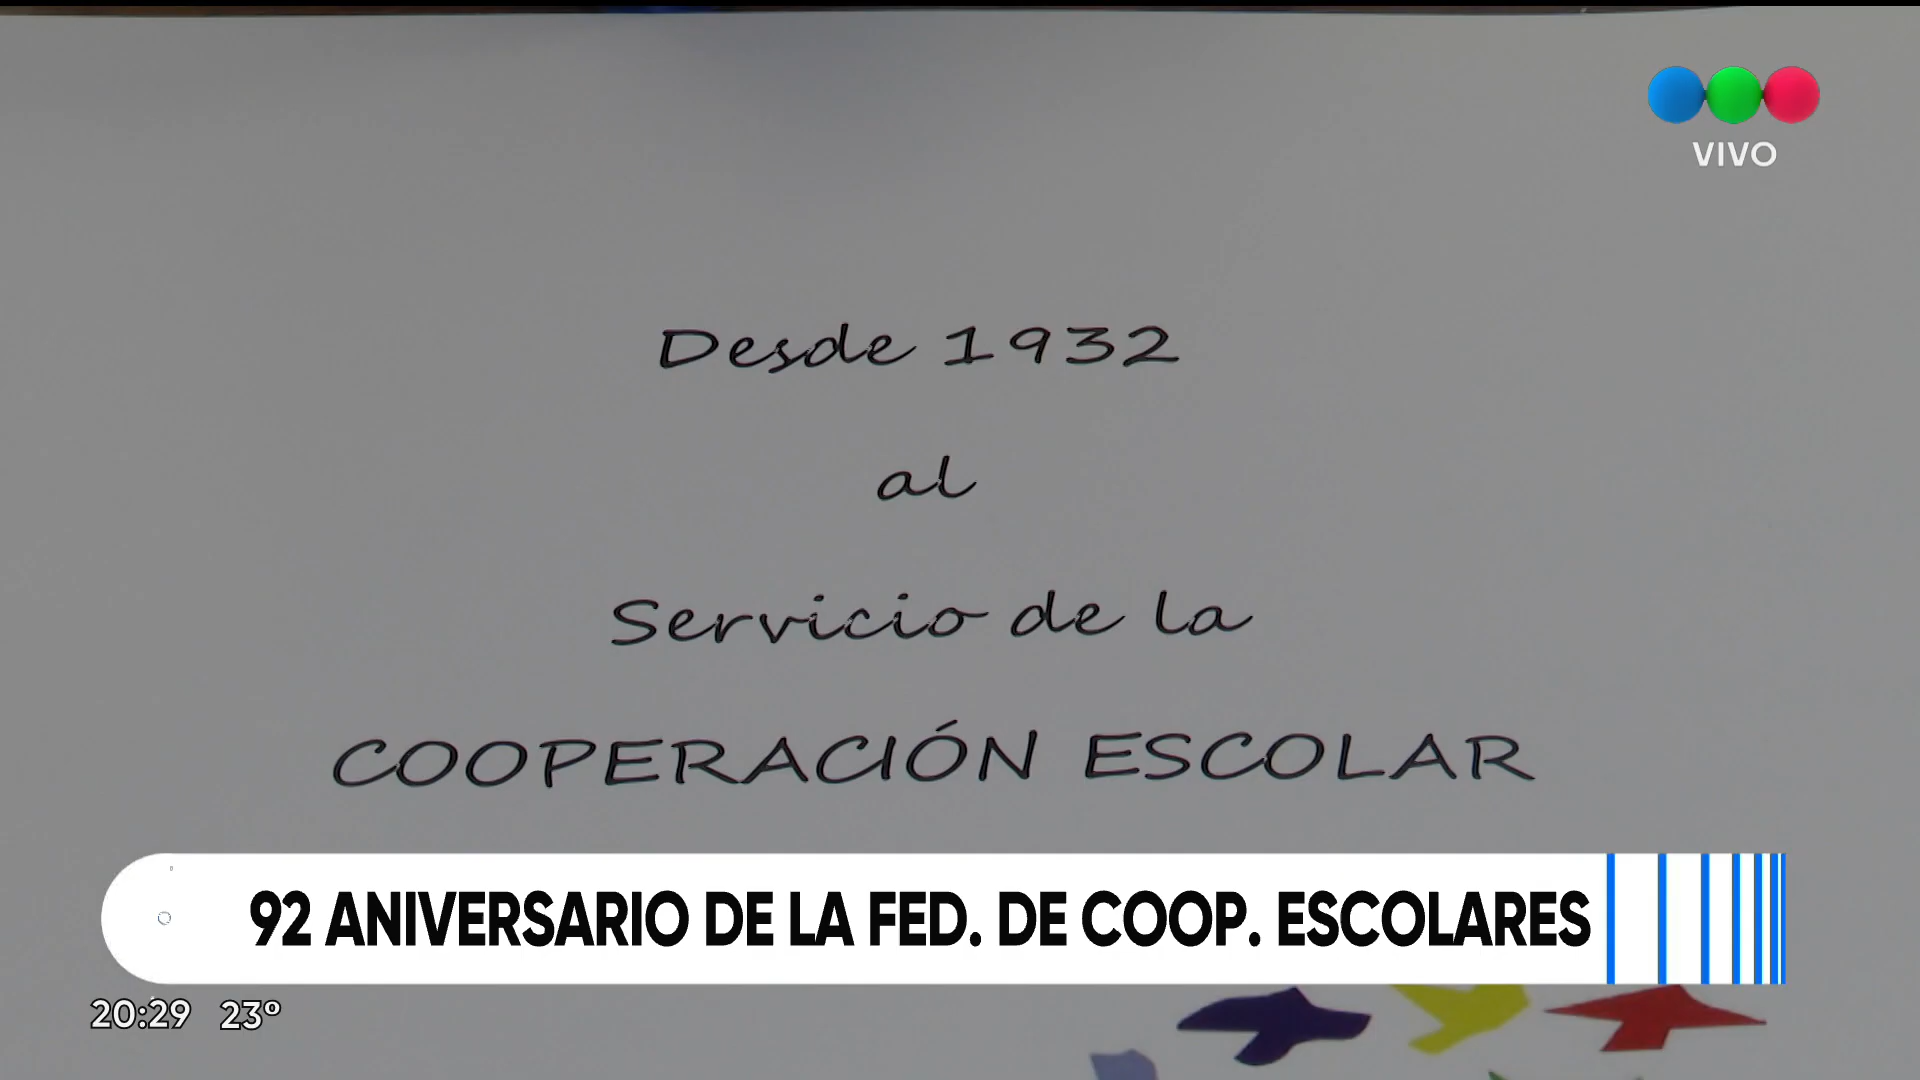 VIVO
Desde 1932
al
Servicio de la
COOPERACIÓN ESCOLAR
92 ANIVERSARIO DE LA FED. DE COOP. ESCOLARES
20:29 23º